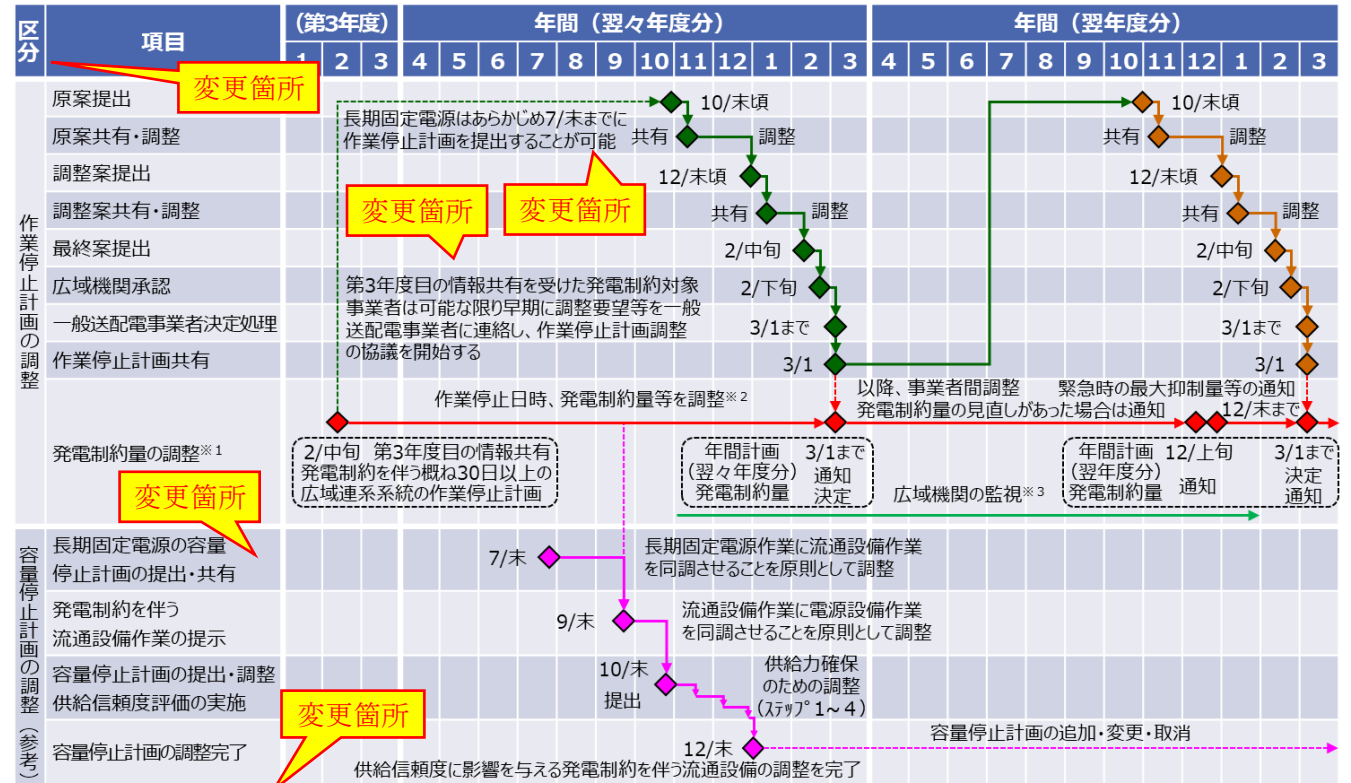 区分
項目
(第3年度)
年間（翌々年度分）
年間（翌年度分）
1 2 3 4 5 6 7 8 9 10 11 12 1 2 3 4 5 6 7 8 9 10 11 12 1 2 3
変更箇所
作業停止計画の調整
原案提出
10/末頃
10/末頃
長期固定電源はあらかじめ7/末までに
作業停止計画を提出することが可能
原案共有・調整
共有
調整
共有
調整
調整案提出
12/末頃
12/末頃
変更箇所
変更箇所
調整案共有・調整
共有
調整
共有
調整
最終案提出
2/中旬
2/中旬
広域機関承認
2/下旬
2/下旬
第3年度目の情報共有を受けた発電制約対象
事業者は可能な限り早期に調整要望等を一般
送配電事業者に連絡し、作業停止計画調整
の協議を開始する
一般送配電事業者決定処理
3/1まで
3/1まで
作業停止計画共有
3/1
3/1
発電制約量の調整※1
作業停止日時、発電制約量等を調整※2
以降、事業者間調整
発電制約量の見直しがあった場合は通知
緊急時の最大抑制量等の通知
12/末まで
2/中旬 第3年度目の情報共有
発電制約を伴う概ね30日以上の
広域連系系統の作業停止計画
年間計画
(翌々年度分)
発電制約量
3/1まで
通知
決定
広域機関の監視※3
年間計画
(翌年度分)
発電制約量
12/上旬
通知
3/1まで
決定
通知
変更箇所
容量停止計画の調整（参考）
長期固定電源の容量
停止計画の提出・共有
7/末
長期固定電源作業に流通設備作業
を同調させることを原則として調整
発電制約を伴う
流通設備作業の提示
9/末
流通設備作業に電源設備作業
を同調させることを原則として調整
容量停止計画の提出・調整
供給信頼度評価の実施
10/末
提出
供給力確保
のための調整
(ｽﾃｯﾌﾟ1～4)
変更箇所
容量停止計画の調整完了
12/末
容量停止計画の追加・変更・取消
供給信頼度に影響を与える発電制約を伴う流通設備の調整を完了